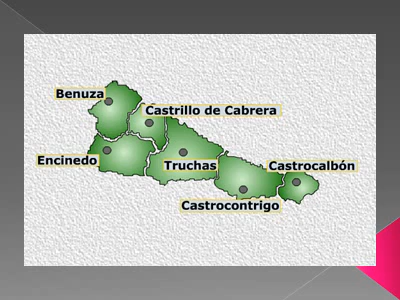 Benuza
Castrillo de Cabrera
Encinedo
Truchas
Castrocalbón
Castrocontrigo